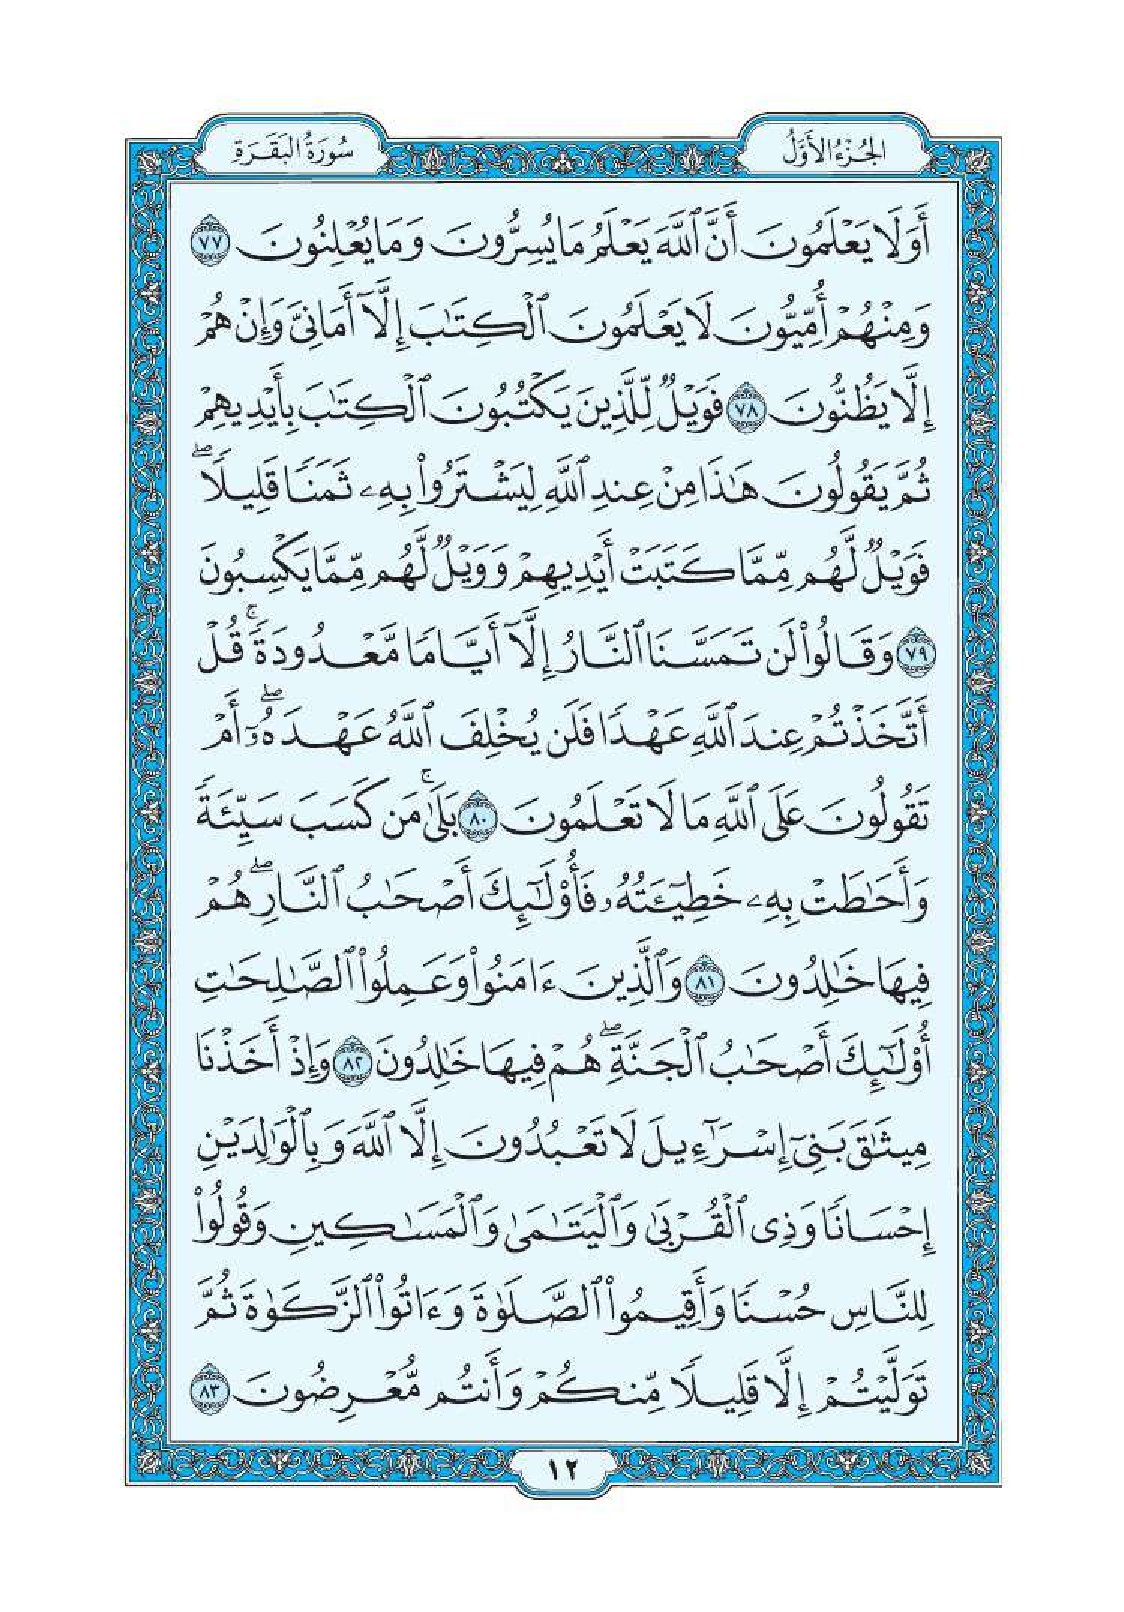 الجُزْءُ الأَوَّلُ
سُورَةُ البَقَرَةِ
أَوَلَا يَعْلَمُونَ أَنَّ ٱللَّهَ يَعْلَمُ مَا يُسِرُّونَ وَمَا يُعْلِنُونَ ٧٧
وَمِنْهُمْ أُمِّيُّونَ لَا يَعْلَمُونَ ٱلْكِتَٰبَ إِلَّآ أَمَانِىَّ وَإِنْ هُمْ
إِلَّا يَظُنُّونَ ٧٨ فَوَيْلٌ لِّلَّذِينَ يَكْتُبُونَ ٱلْكِتَٰبَ بِأَيْدِيهِمْ
ثُمَّ يَقُولُونَ هَٰذَا مِنْ عِندِ ٱللَّهِ لِيَشْتَرُوا۟ بِهِۦ ثَمَنًا قَلِيلًا ۖ
فَوَيْلٌ لَّهُم مِّمَّا كَتَبَتْ أَيْدِيهِمْ وَوَيْلٌ لَّهُم مِّمَّا يَكْسِبُونَ
٧٩ وَقَالُوا۟ لَن تَمَسَّنَا ٱلنَّارُ إِلَّآ أَيَّامًا مَّعْدُودَةً ۚ قُلْ
أَتَّخَذْتُمْ عِندَ ٱللَّهِ عَهْدًا فَلَن يُخْلِفَ ٱللَّهُ عَهْدَهُۥٓ ۖ أَمْ
تَقُولُونَ عَلَى ٱللَّهِ مَا لَا تَعْلَمُونَ ٨٠ بَلَىٰ ۚ مَن كَسَبَ سَيِّئَةً
وَأَحَٰطَتْ بِهِۦ خَطِيٓـَٔتُهُۥ فَأُو۟لَٰٓئِكَ أَصْحَٰبُ ٱلنَّارِ ۖ هُمْ
فِيهَا خَٰلِدُونَ ٨١ وَٱلَّذِينَ ءَامَنُوا۟ وَعَمِلُوا۟ ٱلصَّٰلِحَٰتِ
أُو۟لَٰٓئِكَ أَصْحَٰبُ ٱلْجَنَّةِ ۖ هُمْ فِيهَا خَٰلِدُونَ ٨٢ وَإِذْ أَخَذْنَا
مِيثَٰقَ بَنِىٓ إِسْرَٰٓءِيلَ لَا تَعْبُدُونَ إِلَّا ٱللَّهَ وَبِٱلْوَٰلِدَيْنِ
إِحْسَانًا وَذِى ٱلْقُرْبَىٰ وَٱلْيَتَٰمَىٰ وَٱلْمَسَٰكِينِ وَقُولُوا۟
لِلنَّاسِ حُسْنًا وَأَقِيمُوا۟ ٱلصَّلَوٰةَ وَءَاتُوا۟ ٱلزَّكَوٰةَ ثُمَّ
تَوَلَّيْتُمْ إِلَّا قَلِيلًا مِّنكُمْ وَأَنتُم مُّعْرِضُونَ ٨٣
١٢